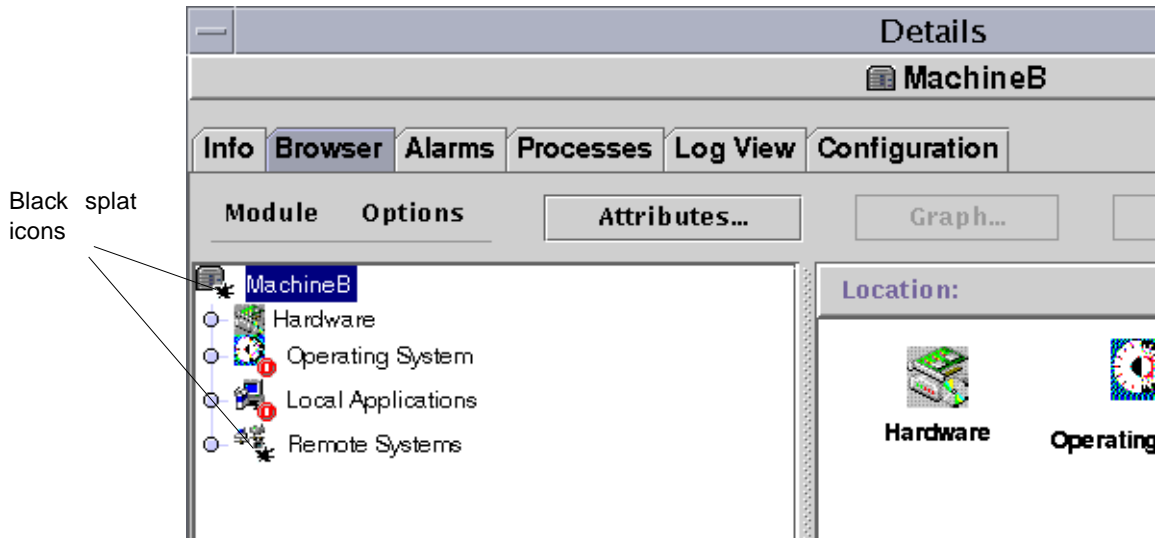 Details
MachineB
Info Browser Alarms Processes Log View Configuration
Black splat
icons
Module Options Attributes... Graph...
MachineB
Hardware
Operating System
Local Applications
Remote Systems
Location:
Hardware
Operating